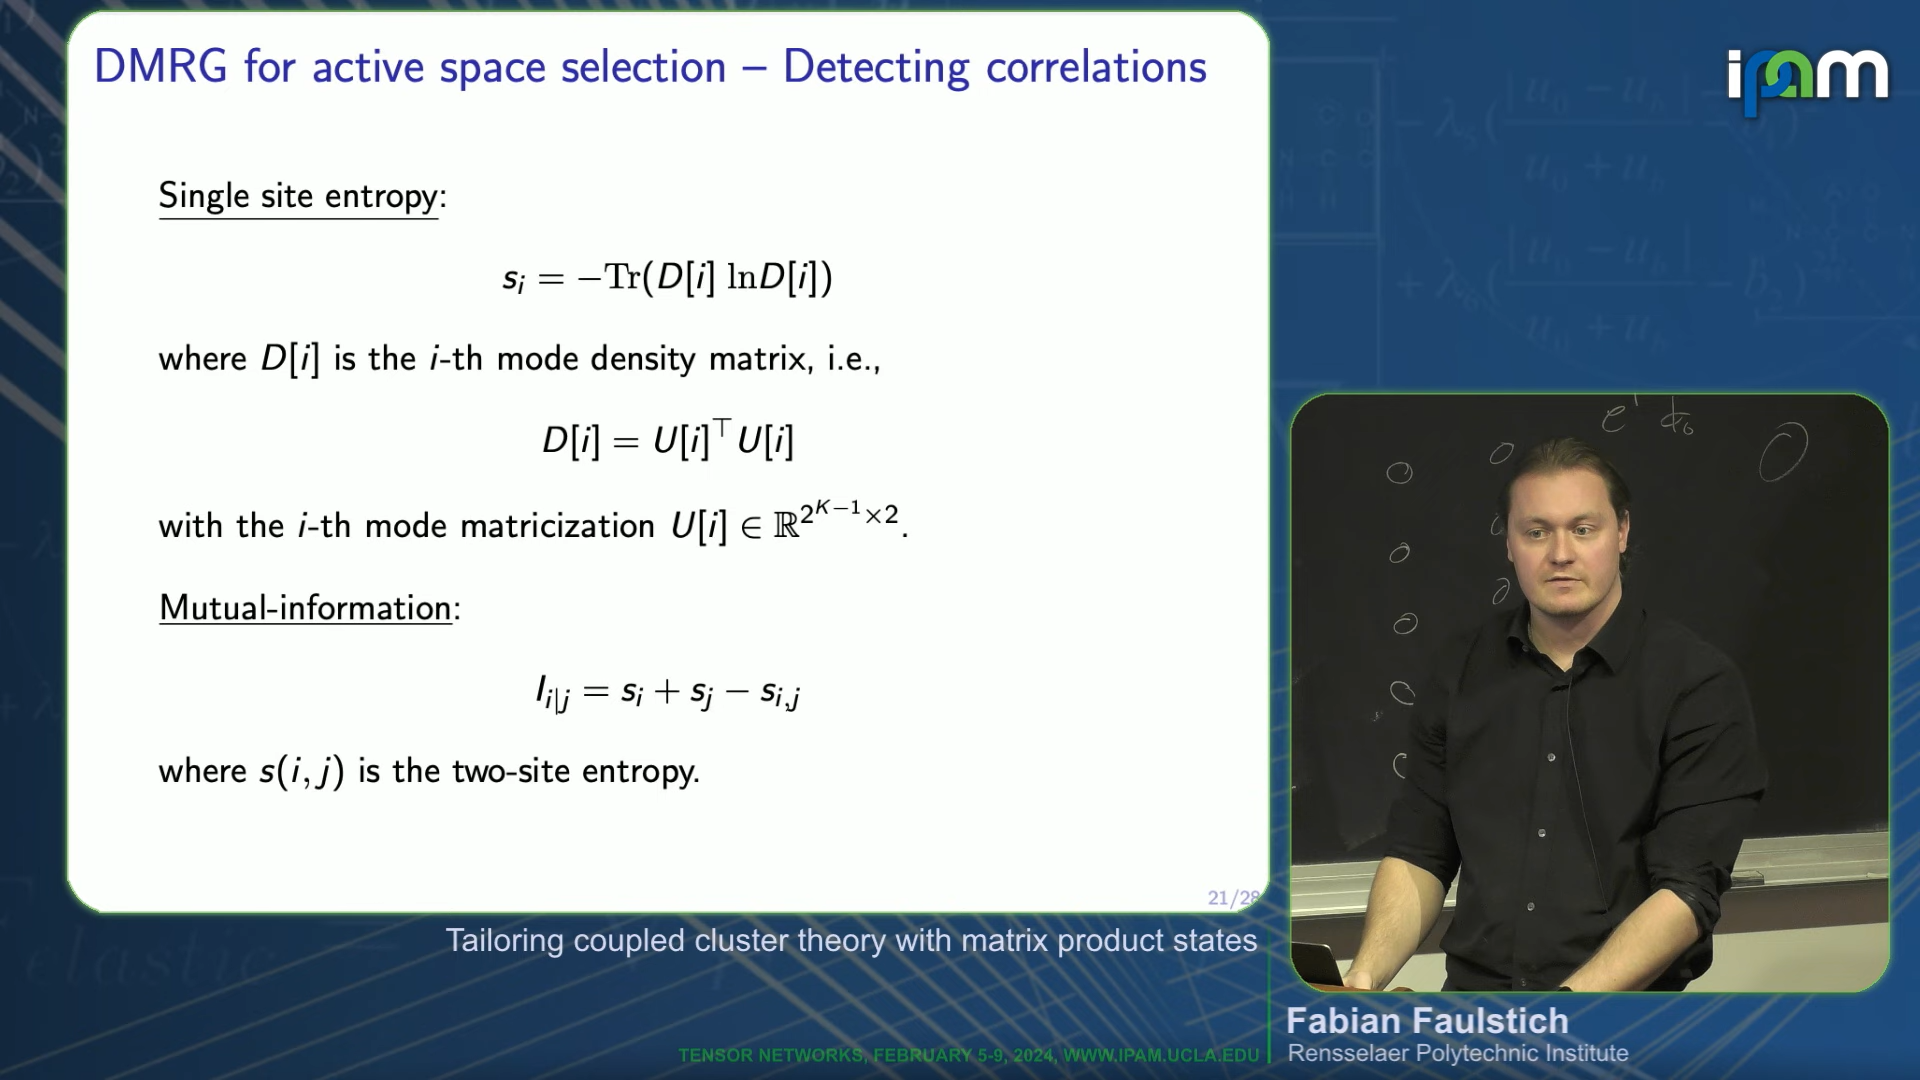 DMRG for active space selection – Detecting correlations
Single site entropy:
sᵢ = −Tr(D[i] lnD[i])
where D[i] is the i-th mode density matrix, i.e.,
D[i] = U[i]^⊤ U[i]
with the i-th mode matricization U[i] ∈ ℝ^{2^{K−1}×2}.
Mutual-information:
I_{i|j} = s_i + s_j − s_{i,j}
where s(i, j) is the two-site entropy.
21/28
ipam
Tailoring coupled cluster theory with matrix product states
Fabian Faulstich
Rensselaer Polytechnic Institute
TENSOR NETWORKS, FEBRUARY 5-9, 2024, WWW.IPAM.UCLA.EDU